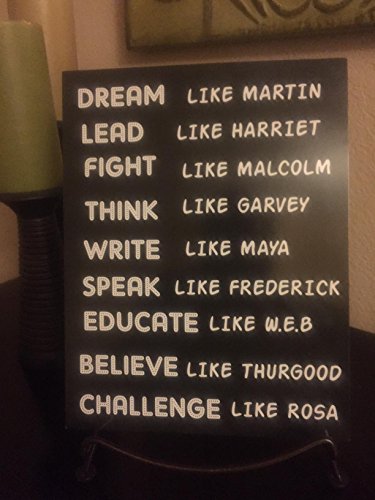 DREAM LIKE MARTIN
LEAD LIKE HARRIET
FIGHT LIKE MALCOLM
THINK LIKE GARVEY
WRITE LIKE MAYA
SPEAK LIKE FREDERICK
EDUCATE LIKE W.E.B
BELIEVE LIKE THURGOOD
CHALLENGE LIKE ROSA